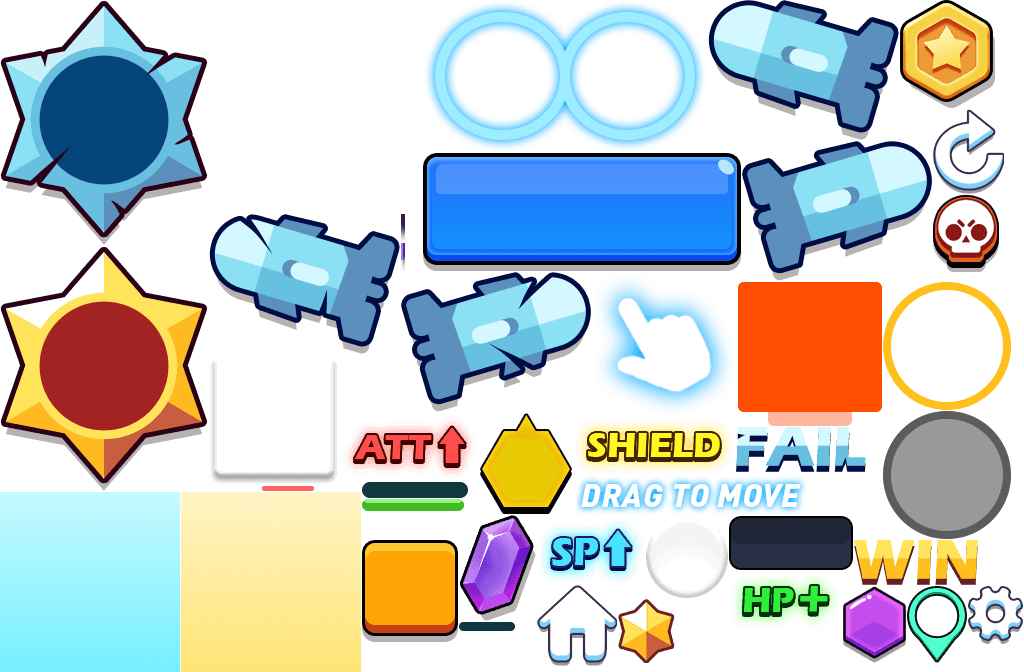 ATT
SHIELD
FAIL
DRAG TO MOVE
SP
WIN
HP+